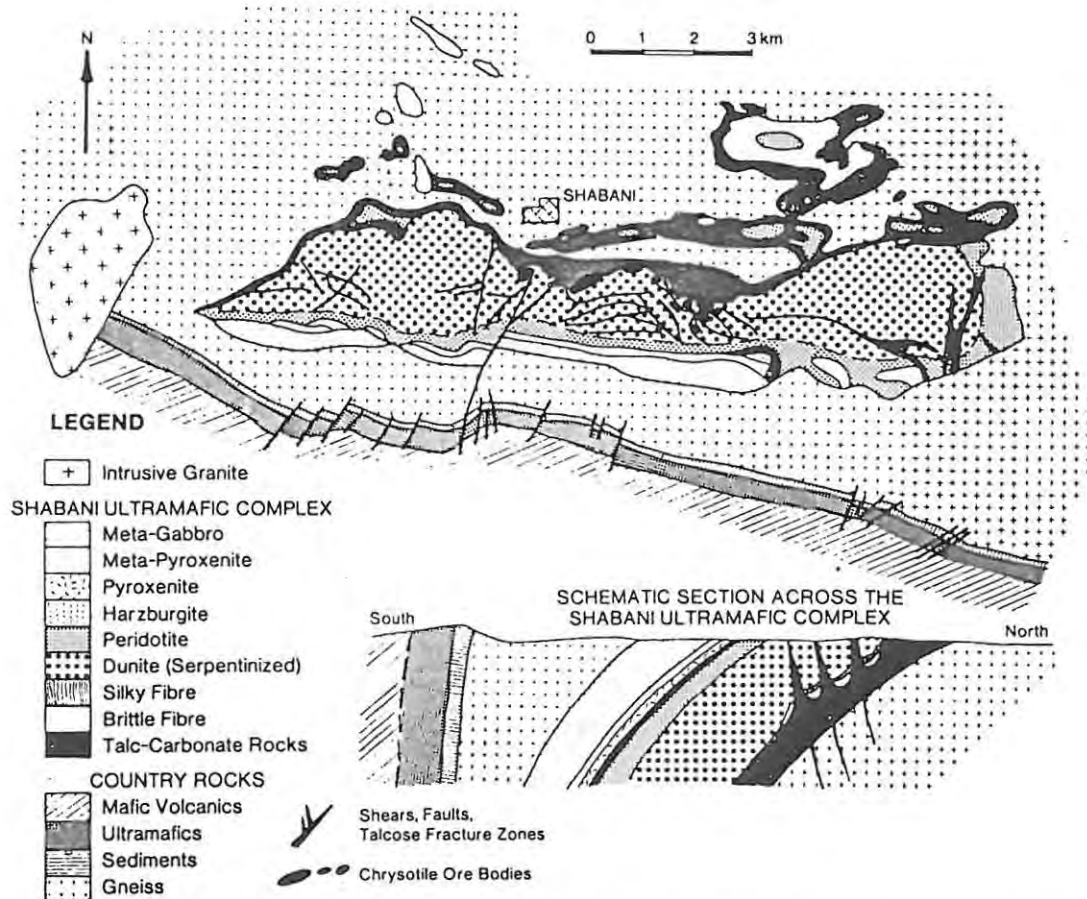 N
0 1 2 3 km
SHABANI
LEGEND
Intrusive Granite
SHABANI ULTRAMAFIC COMPLEX
Meta-Gabbro
Meta-Pyroxenite
Pyroxenite
Harzburgite
Peridotite
Dunite (Serpentinized)
Silky Fibre
Brittle Fibre
Talc-Carbonate Rocks
COUNTRY ROCKS
Mafic Volcanics
Ultramafics
Sediments
Gneiss
Shears, Faults,
Talcose Fracture Zones
Chrysotile Ore Bodies
SCHEMATIC SECTION ACROSS THE
SHABANI ULTRAMAFIC COMPLEX
South
North